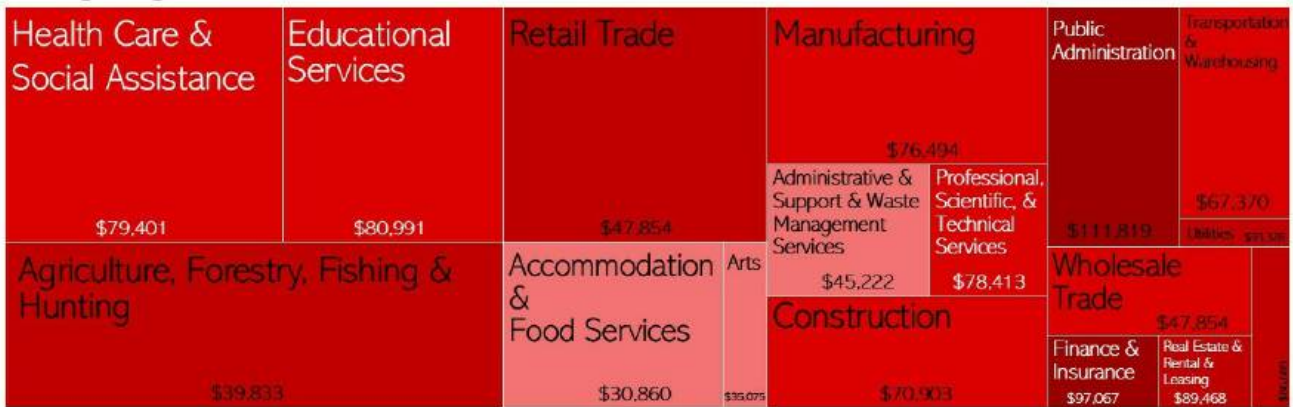 Health Care &
Social Assistance
$79,401
Educational
Services
$80,991
Retail Trade
$47,854
Manufacturing
$76,494
Public
Administration
$111,819
Transportation
&
Warehousing
$67,370
Administrative &
Support & Waste
Management
Services
$45,222
Professional,
Scientific, &
Technical
Services
$78,413
Utilities
Agriculture, Forestry, Fishing &
Hunting
$39,833
Accommodation
&
Food Services
$30,860
Arts
$35,075
Construction
$70,903
Wholesale
Trade
$47,854
Finance &
Insurance
$97,067
Real Estate &
Rental &
Leasing
$89,468